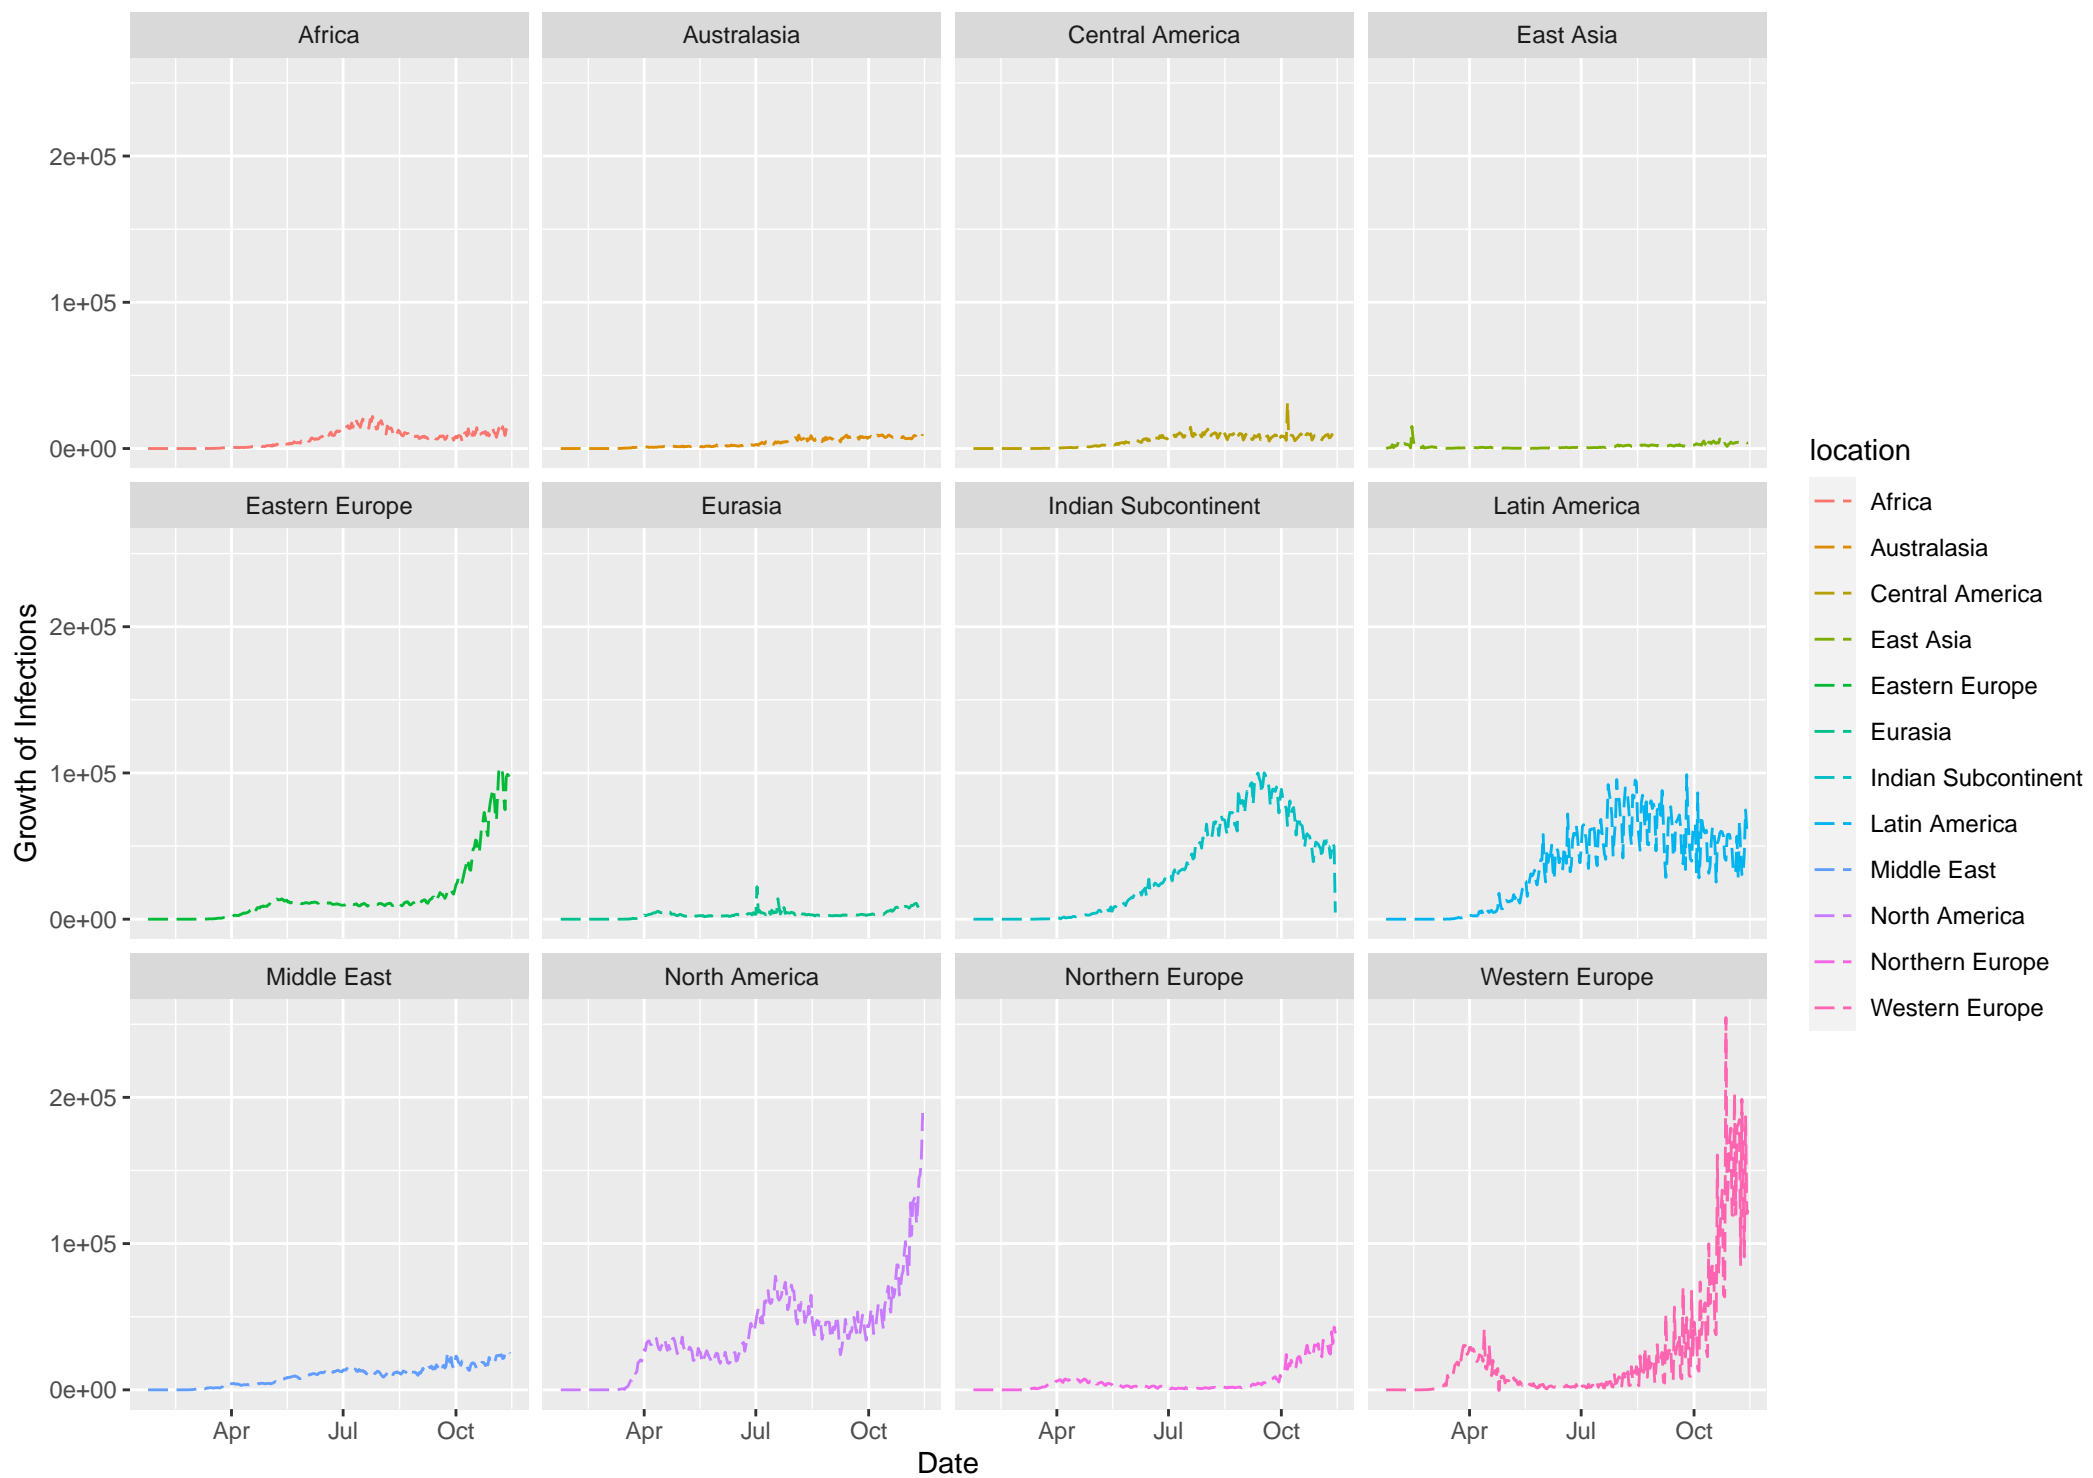 Africa
Australasia
Central America
East Asia
2e+05
1e+05
0e+00
Eastern Europe
Eurasia
Indian Subcontinent
Latin America
2e+05
1e+05
0e+00
Middle East
North America
Northern Europe
Western Europe
2e+05
1e+05
0e+00
Apr
Jul
Oct
Apr
Jul
Oct
Apr
Jul
Oct
Apr
Jul
Oct
Date
Growth of Infections
location
Africa
Australasia
Central America
East Asia
Eastern Europe
Eurasia
Indian Subcontinent
Latin America
Middle East
North America
Northern Europe
Western Europe